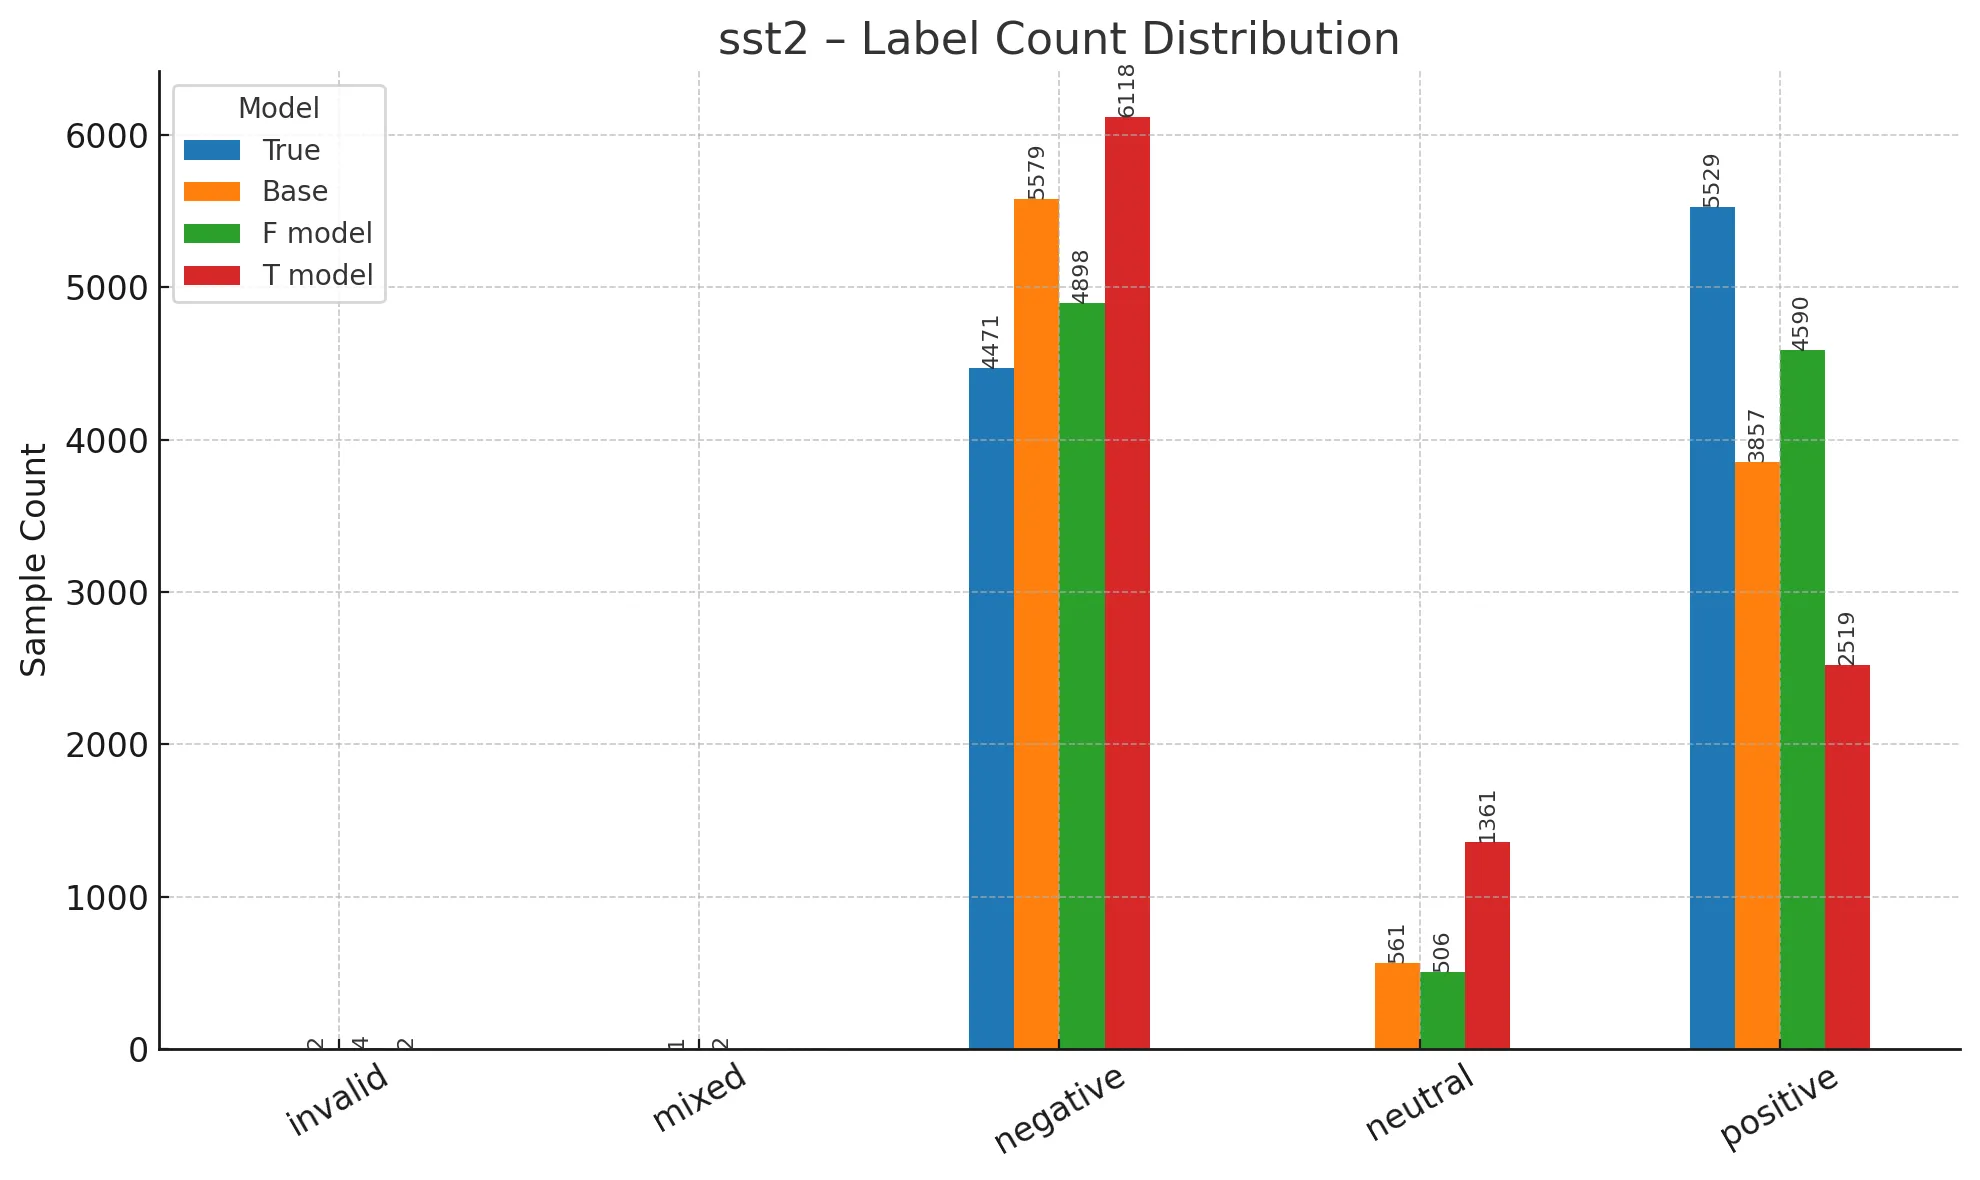 sst2 – Label Count Distribution
Model
True
Base
F model
T model
Sample Count
6000
5000
4000
3000
2000
1000
0
2
4
2
1
2
4471
5579
4898
6118
561
506
1361
5529
3857
4590
2519
invalid
mixed
negative
neutral
positive